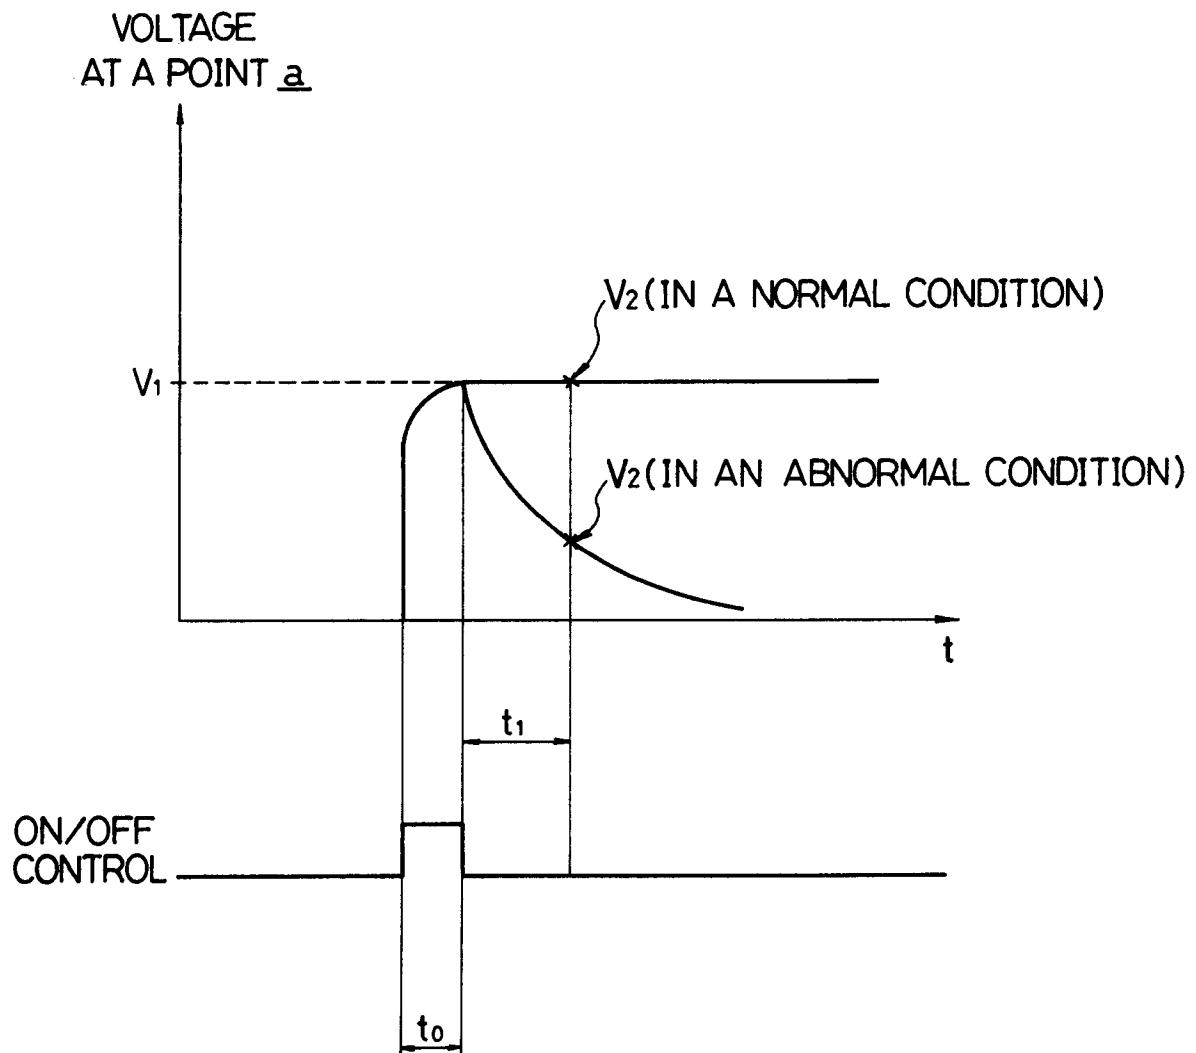 VOLTAGE
AT A POINT a
V₂(IN A NORMAL CONDITION)
V₁
V₂(IN AN ABNORMAL CONDITION)
t
t₁
ON/OFF
CONTROL
t₀